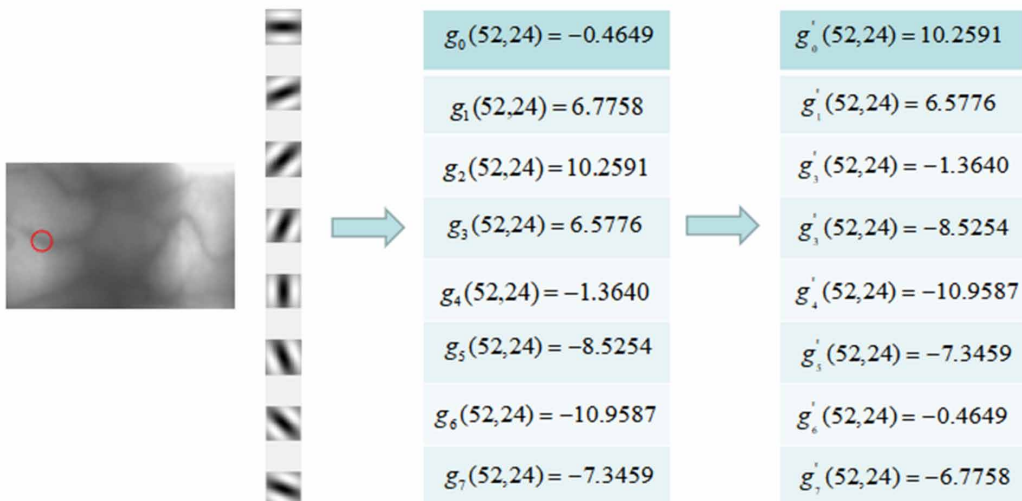 g₀(52,24) = −0.4649
g₁(52,24) = 6.7758
g₂(52,24) = 10.2591
g₃(52,24) = 6.5776
g₄(52,24) = −1.3640
g₅(52,24) = −8.5254
g₆(52,24) = −10.9587
g₇(52,24) = −7.3459
g'₀(52,24) = 10.2591
g'₁(52,24) = 6.5776
g'₃(52,24) = −1.3640
g'₃(52,24) = −8.5254
g'₄(52,24) = −10.9587
g'₅(52,24) = −7.3459
g'₆(52,24) = −0.4649
g'₇(52,24) = −6.7758